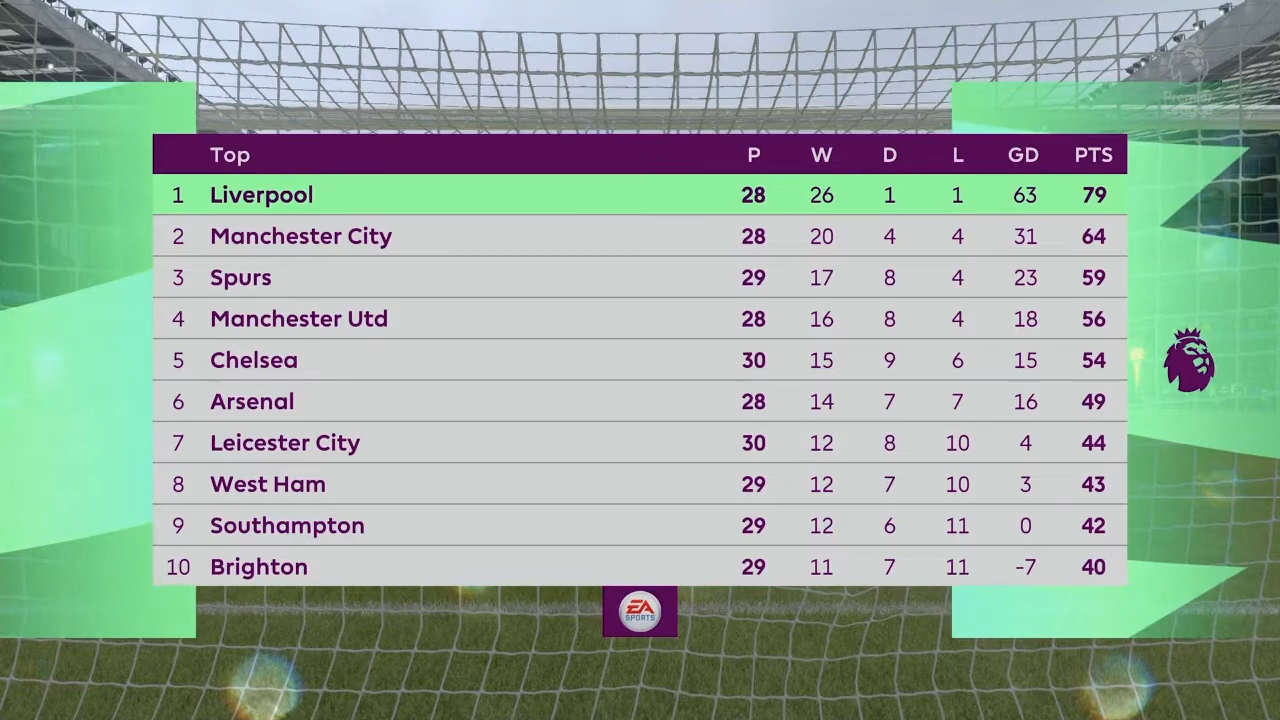 Top P W D L GD PTS
1 Liverpool 28 26 1 1 63 79
2 Manchester City 28 20 4 4 31 64
3 Spurs 29 17 8 4 23 59
4 Manchester Utd 28 16 8 4 18 56
5 Chelsea 30 15 9 6 15 54
6 Arsenal 28 14 7 7 16 49
7 Leicester City 30 12 8 10 4 44
8 West Ham 29 12 7 10 3 43
9 Southampton 29 12 6 11 0 42
10 Brighton 29 11 7 11 -7 40
EA
SPORTS